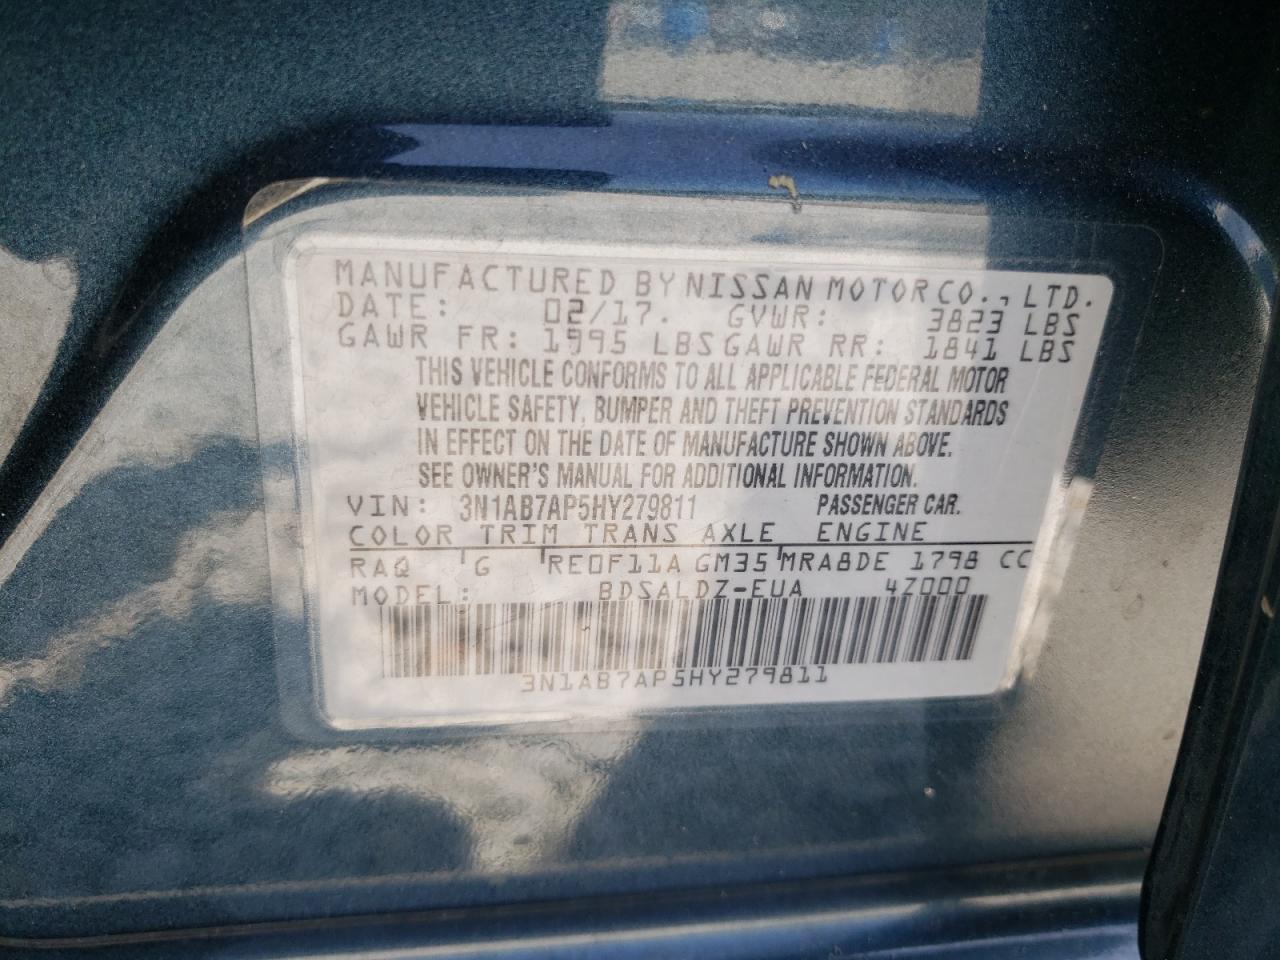 MANUFACTURED BY NISSAN MOTOR CO., LTD.
DATE: 02/17. GVWR: 3823 LBS
GAWR FR: 1995 LBS GAWR RR: 1841 LBS
THIS VEHICLE CONFORMS TO ALL APPLICABLE FEDERAL MOTOR
VEHICLE SAFETY, BUMPER AND THEFT PREVENTION STANDARDS
IN EFFECT ON THE DATE OF MANUFACTURE SHOWN ABOVE.
SEE OWNER'S MANUAL FOR ADDITIONAL INFORMATION.
VIN: 3N1AB7AP5HY279811 PASSENGER CAR.
COLOR TRIM TRANS AXLE ENGINE
RAQ G RE0F11A GM35 MRA8DE 1798 CC
MODEL: BDSALDZ-EUA 4Z000
3N1AB7AP5HY279811